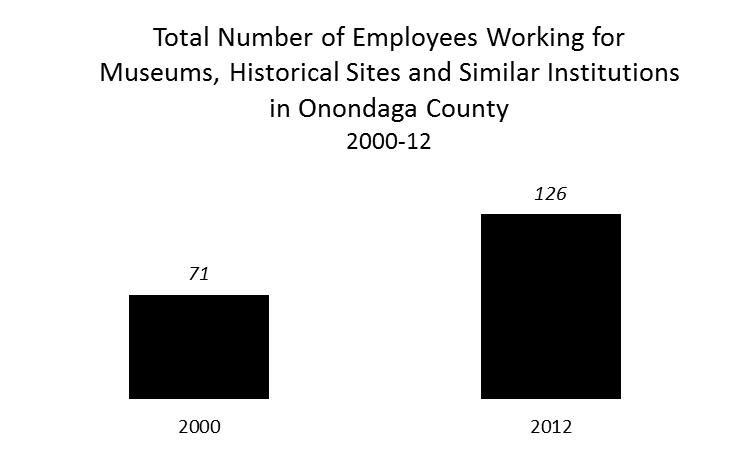 Total Number of Employees Working for
Museums, Historical Sites and Similar Institutions
in Onondaga County
2000-12
126
71
2000
2012